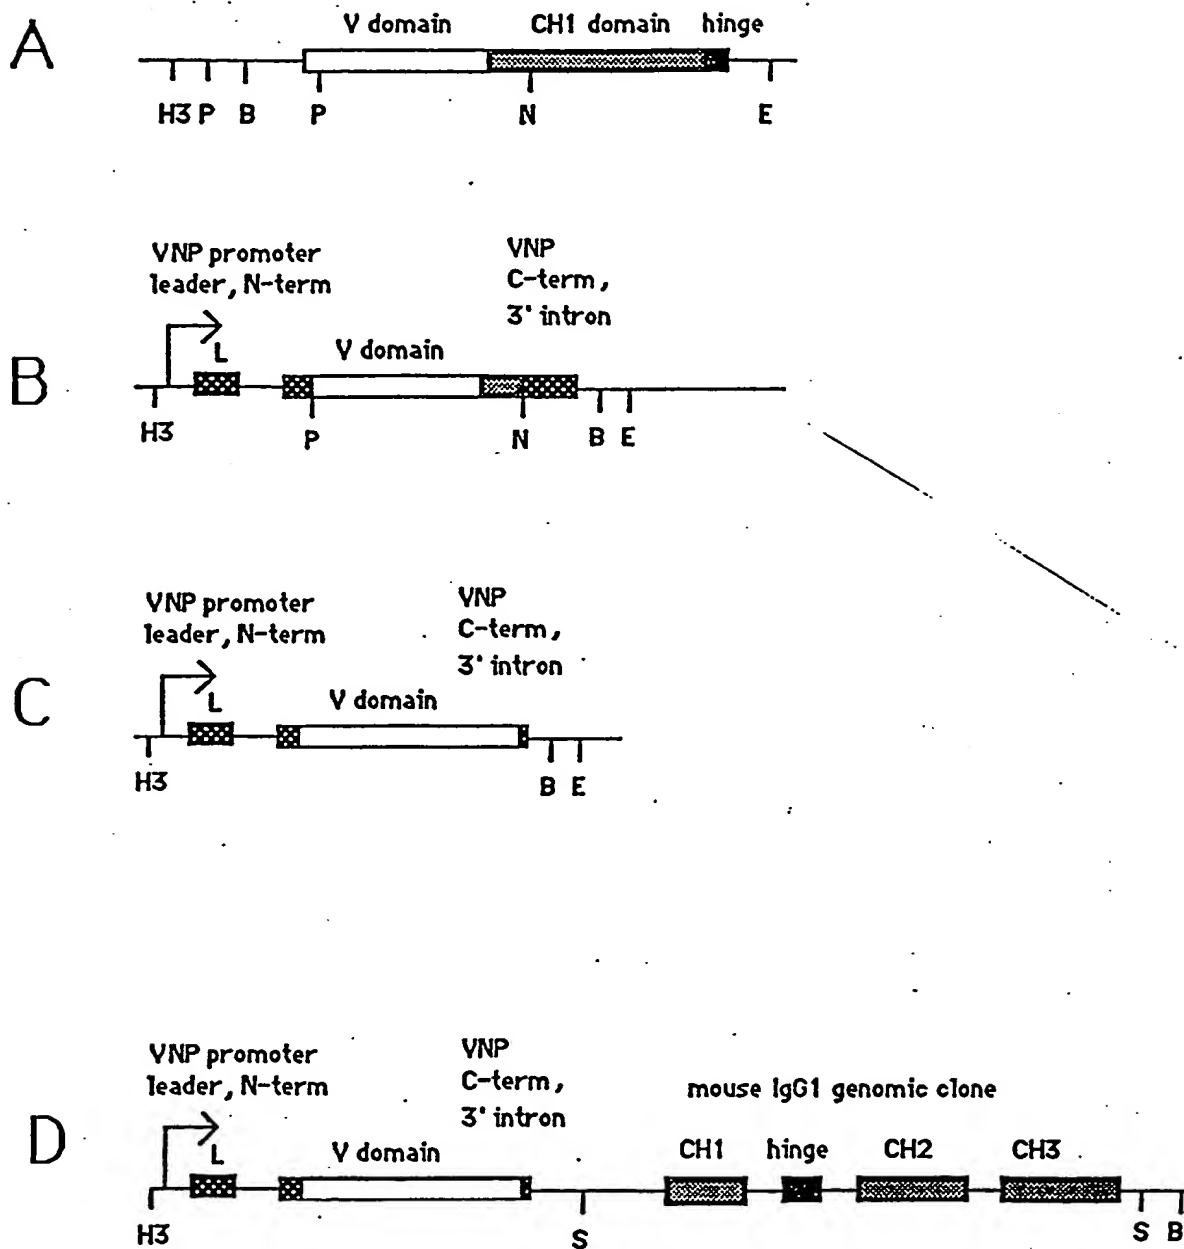 A
V domain CH1 domain hinge
H3 P B P N E
B
VNP promoter
leader, N-term
VNP
C-term,
3' intron
L
V domain
H3 P N B E
C
VNP promoter
leader, N-term
VNP
C-term,
3' intron
L
V domain
H3 B E
D
VNP promoter
leader, N-term
VNP
C-term,
3' intron
mouse IgG1 genomic clone
L
V domain
CH1 hinge CH2 CH3
H3 S S B